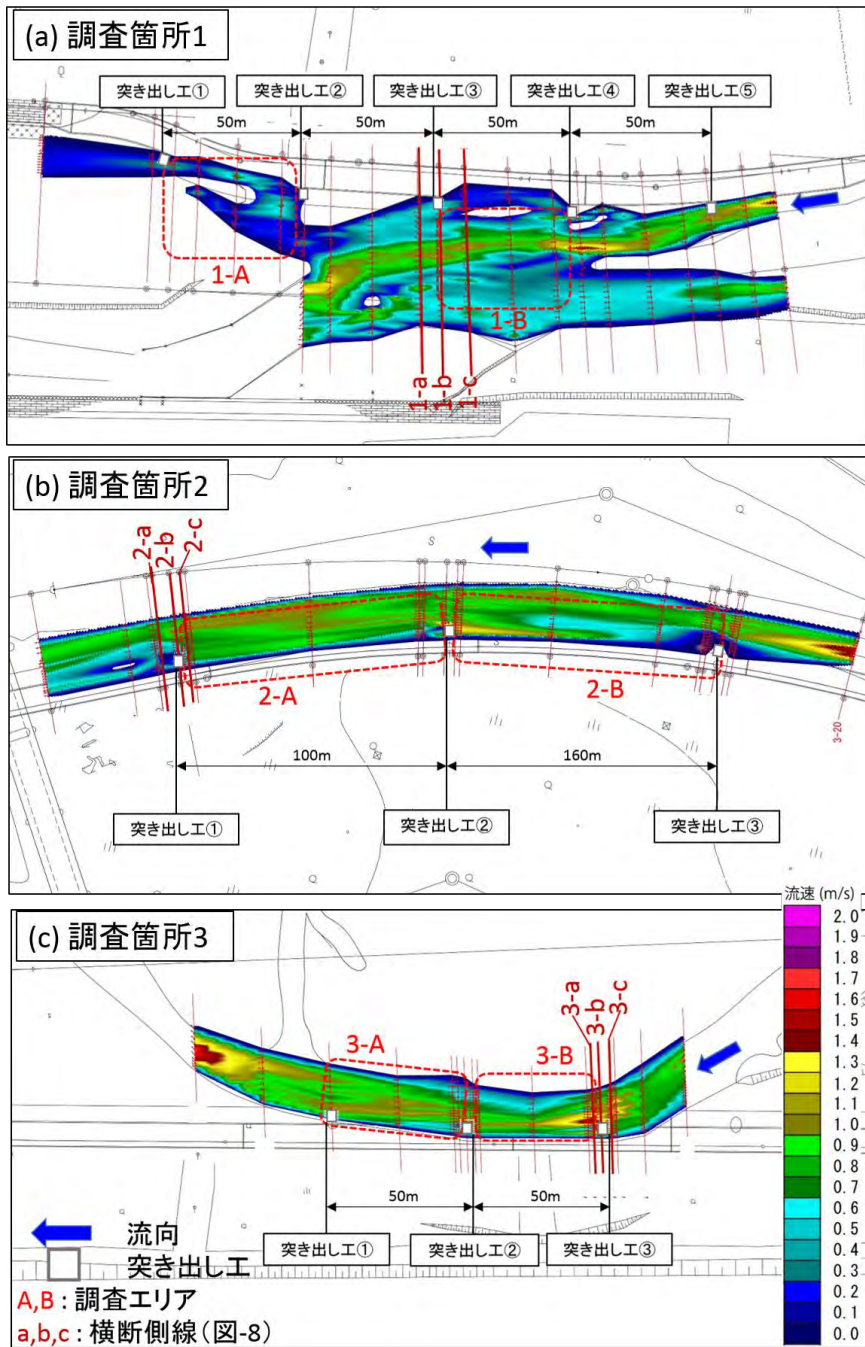 (a) 調査箇所1
突き出し工① 突き出し工② 突き出し工③ 突き出し工④ 突き出し工⑤
50m 50m 50m 50m
1-A
1-B
1-a
1-b
1-c
(b) 調査箇所2
2-a
2-b
2-c
2-A
2-B
3-20
100m 160m
突き出し工① 突き出し工② 突き出し工③
(c) 調査箇所3
3-a
3-b
3-c
3-A
3-B
50m 50m
突き出し工① 突き出し工② 突き出し工③
流向
突き出し工
A,B : 調査エリア
a,b,c : 横断側線(図-8)
流速 (m/s)
2.0
1.9
1.8
1.7
1.6
1.5
1.4
1.3
1.2
1.1
1.0
0.9
0.8
0.7
0.6
0.5
0.4
0.3
0.2
0.1
0.0